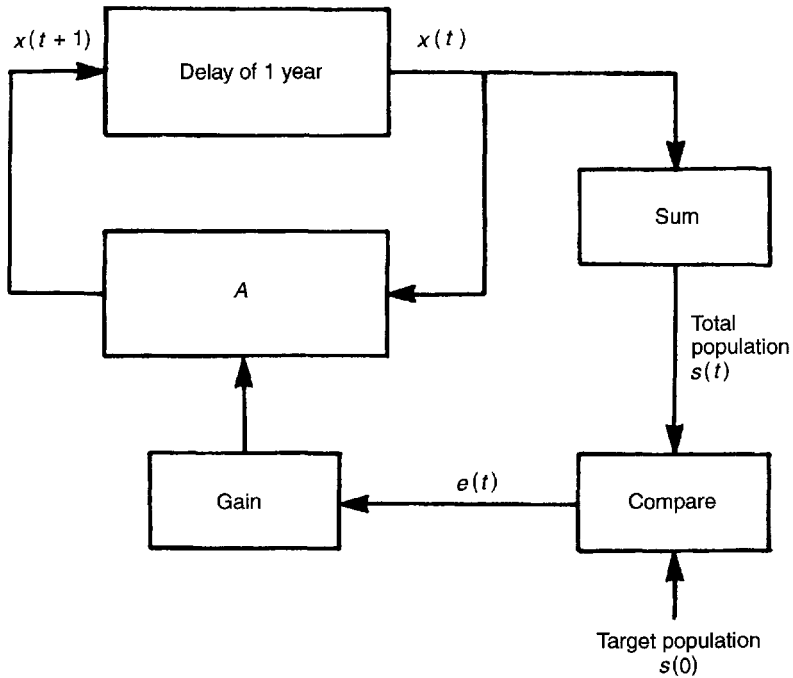 x(t + 1)
Delay of 1 year
x(t)
Sum
A
Total
population
s(t)
Gain
e(t)
Compare
Target population
s(0)